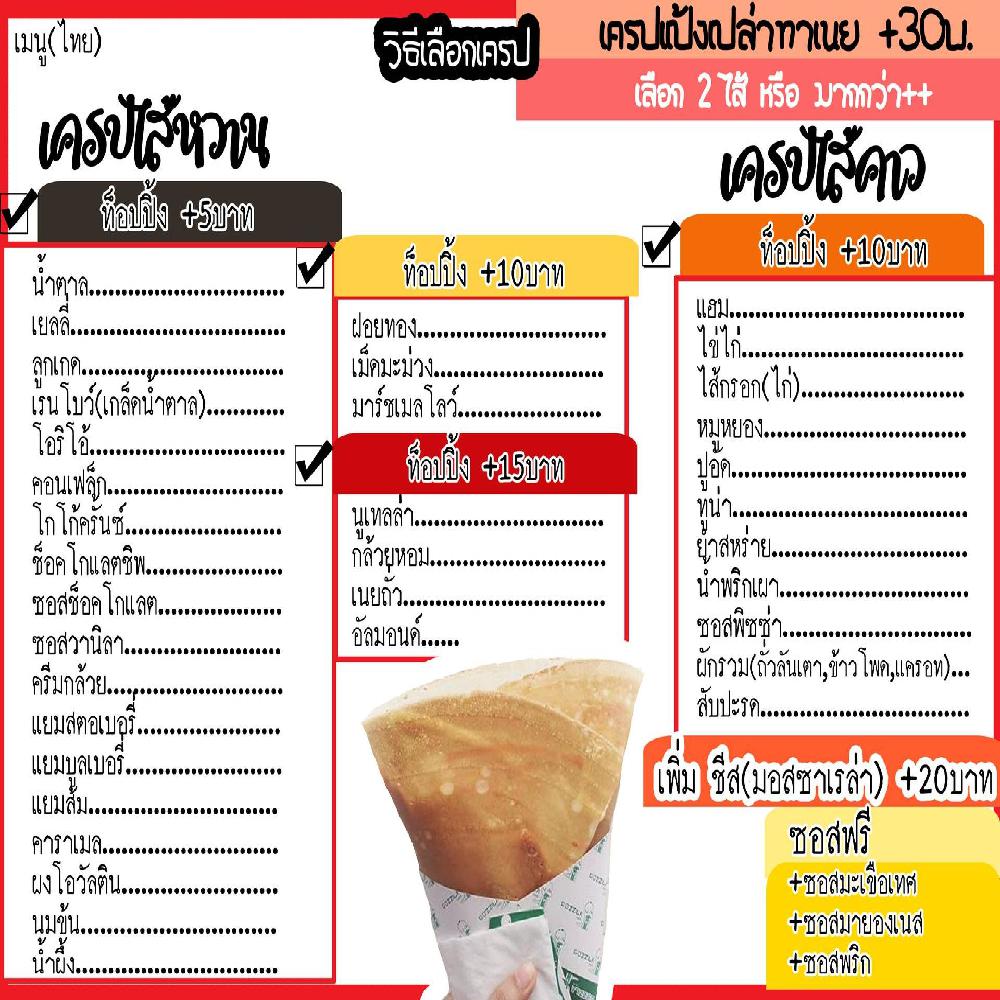 เมนู(ไทย)
วิธีเลือกเครป
เครปแป้งเปล่าทาเนย +30บ.
เลือก 2 ไส้ หรือ มากกว่า++
เครปไส้หวาน
ท็อปปิ้ง +5บาท
น้ำตาล..............................
เยลลี่.................................
ลูกเกด...............................
เรนโบว์(เกล็ดน้ำตาล)............
โอริโอ้..............................
คอนเฟล็ก...........................
โกโก้ครั้นซ์........................
ช็อคโกแลตชิพ.....................
ซอสช็อคโกแลต...................
ซอสวานิลา........................
ครีมกล้วย..........................
แยมสตอเบอรี่......................
แยมบูลเบอรี่........................
แยมส้ม.............................
คาราเมล...........................
ผงโอวัลติน........................
นมข้น..............................
น้ำผึ้ง...............................
ท็อปปิ้ง +10บาท
ฝอยทอง.............................
เม็ดมะม่วง..........................
มาร์ชเมลโลว์......................
ท็อปปิ้ง +15บาท
นูเทลล่า.............................
กล้วยหอม..........................
เนยถั่ว...............................
อัลมอนด์......
เครปไส้คาว
ท็อปปิ้ง +10บาท
แฮม....................................
ไข่ไก่..................................
ไส้กรอก(ไก่).........................
หมูหยอง...............................
ปูอัด....................................
ทูน่า....................................
ยำสาหร่าย..............................
น้ำพริกเผา.............................
ซอสพิซซ่า.............................
ผักรวม(ถั่วลันเตา,ข้าวโพด,แครอท)...
สับปะรด................................
เพิ่ม ชีส(มอสซาเรล่า) +20บาท
ซอสฟรี
+ซอสมะเขือเทศ
+ซอสมายองเนส
+ซอสพริก